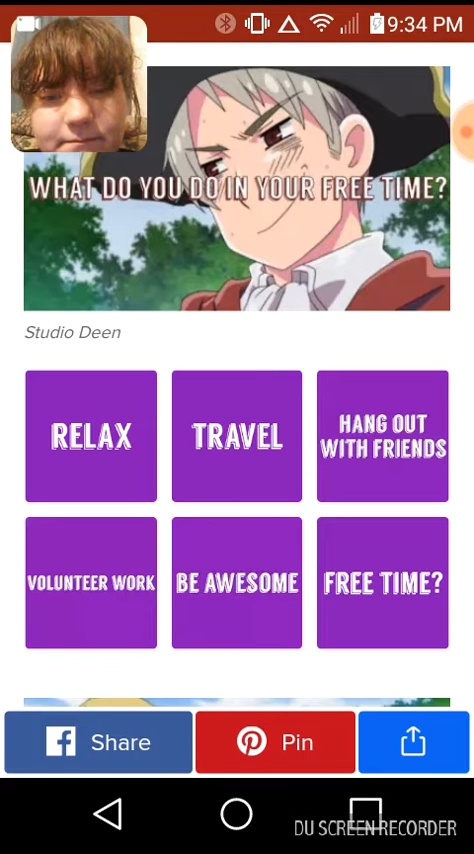 9:34 PM
WHAT DO YOU DO IN YOUR FREE TIME?
Studio Deen
RELAX
TRAVEL
HANG OUT
WITH FRIENDS
VOLUNTEER WORK
BE AWESOME
FREE TIME?
Share
Pin
DU SCREEN RECORDER